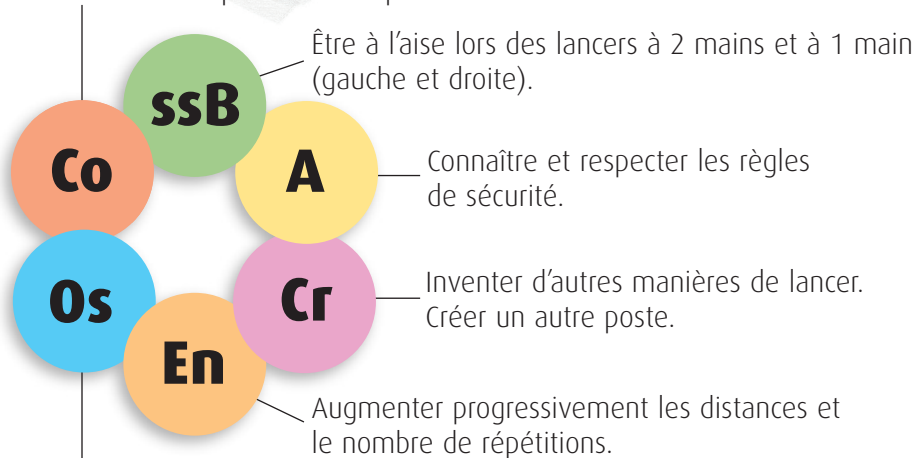 Être à l'aise lors des lancers à 2 mains et à 1 main
(gauche et droite).
ssB
Co
A
Connaître et respecter les règles
de sécurité.
Os
Cr
Inventer d'autres manières de lancer.
Créer un autre poste.
En
Augmenter progressivement les distances et
le nombre de répétitions.